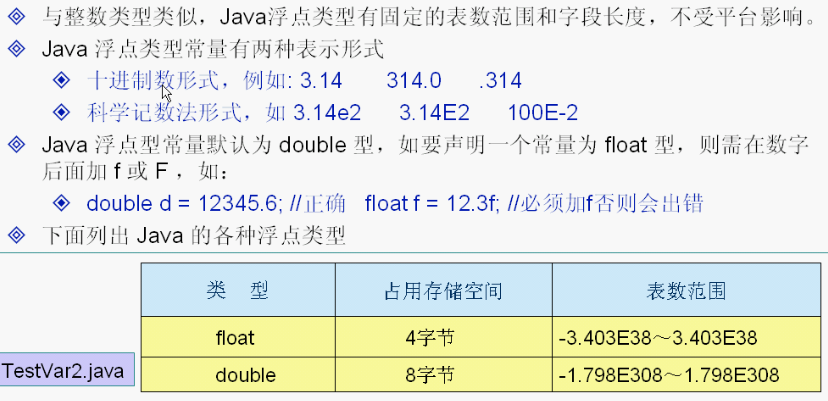 与整数类型类似，Java浮点类型有固定的表数范围和字段长度，不受平台影响。
Java 浮点类型常量有两种表示形式
十进制数形式，例如: 3.14 314.0 .314
科学记数法形式，如 3.14e2 3.14E2 100E-2
Java 浮点型常量默认为 double 型，如要声明一个常量为 float 型，则需在数字
后面加 f 或 F ，如：
double d = 12345.6; //正确 float f = 12.3f; //必须加f否则会出错
下面列出 Java 的各种浮点类型
类 型 占用存储空间 表数范围
float 4字节 -3.403E38～3.403E38
TestVar2.java
double 8字节 -1.798E308～1.798E308